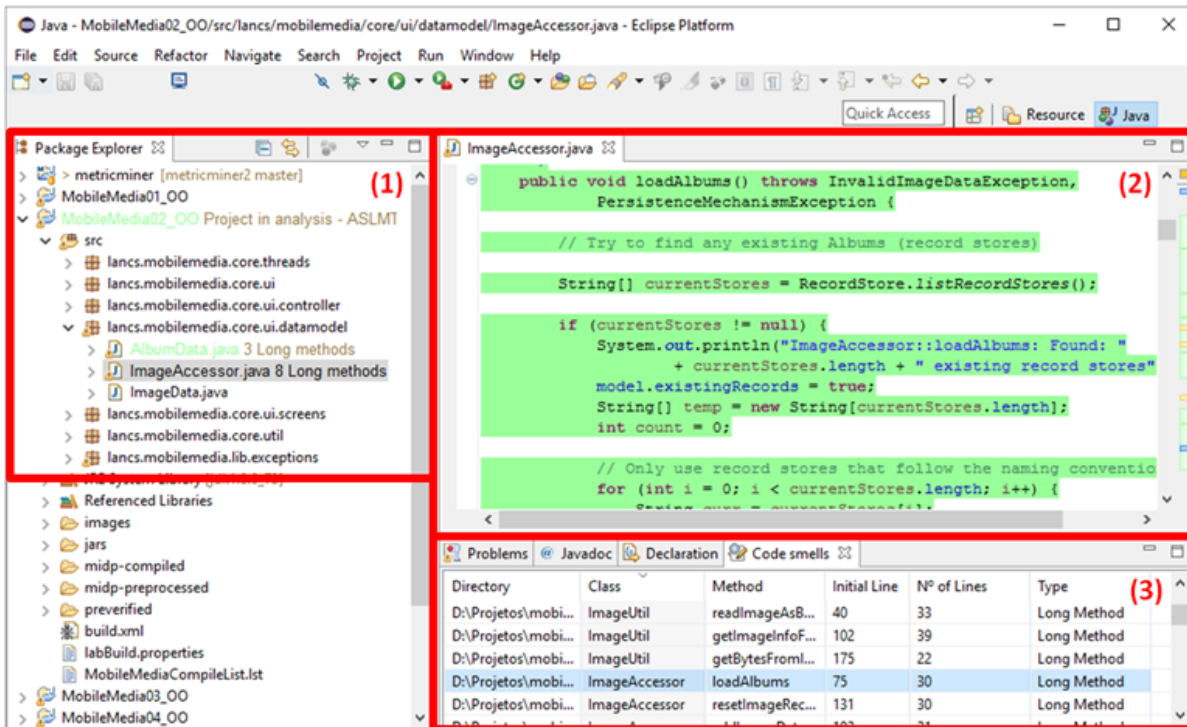 Java - MobileMedia02_OO/src/lancs/mobilemedia/core/ui/datamodel/ImageAccessor.java - Eclipse Platform
File Edit Source Refactor Navigate Search Project Run Window Help
Quick Access Resource Java
Package Explorer
(1)
> metricminer [metricminer2 master]
MobileMedia01_OO
MobileMedia02_OO Project in analysis - ASLMT
src
lancs.mobilemedia.core.threads
lancs.mobilemedia.core.ui
lancs.mobilemedia.core.ui.controller
lancs.mobilemedia.core.ui.datamodel
AlbumData.java 3 Long methods
ImageAccessor.java 8 Long methods
ImageData.java
lancs.mobilemedia.core.ui.screens
lancs.mobilemedia.core.util
lancs.mobilemedia.lib.exceptions
Referenced Libraries
images
jars
midp-compiled
midp-preprocessed
preverified
build.xml
labBuild.properties
MobileMediaCompileList.lst
MobileMedia03_OO
MobileMedia04_OO
ImageAccessor.java
(2)
public void loadAlbums() throws InvalidImageDataException,
PersistenceMechanismException {
// Try to find any existing Albums (record stores)
String[] currentStores = RecordStore.listRecordStores();
if (currentStores != null) {
System.out.println("ImageAccessor::loadAlbums: Found: "
+ currentStores.length + " existing record stores"
model.existingRecords = true;
String[] temp = new String[currentStores.length];
int count = 0;
// Only use record stores that follow the naming conventio
for (int i = 0; i < currentStores.length; i++) {
String curr = currentStores[i];
Problems Javadoc Declaration Code smells
Directory Class Method Initial Line Nº of Lines Type
(3)
D:\Projetos\mobi... ImageUtil readImageAsB... 40 33 Long Method
D:\Projetos\mobi... ImageUtil getImageInfoF... 102 39 Long Method
D:\Projetos\mobi... ImageUtil getBytesFromI... 175 22 Long Method
D:\Projetos\mobi... ImageAccessor loadAlbums 75 30 Long Method
D:\Projetos\mobi... ImageAccessor resetImageRec... 131 30 Long Method